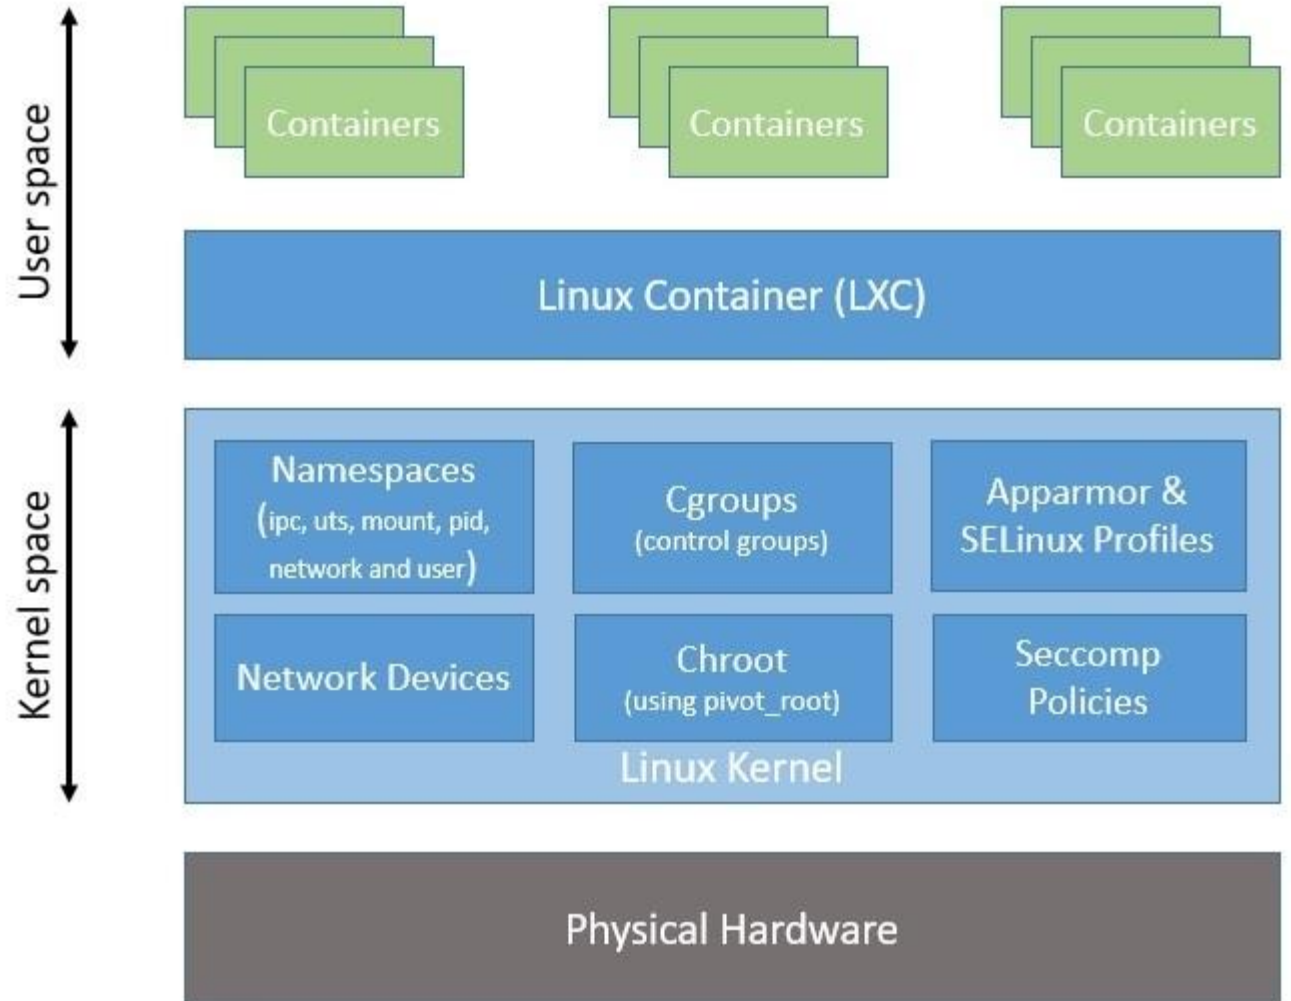 User space
Containers
Containers
Containers
Linux Container (LXC)
Kernel space
Namespaces
(ipc, uts, mount, pid,
network and user)
Cgroups
(control groups)
Apparmor &
SELinux Profiles
Network Devices
Chroot
(using pivot_root)
Seccomp
Policies
Linux Kernel
Physical Hardware